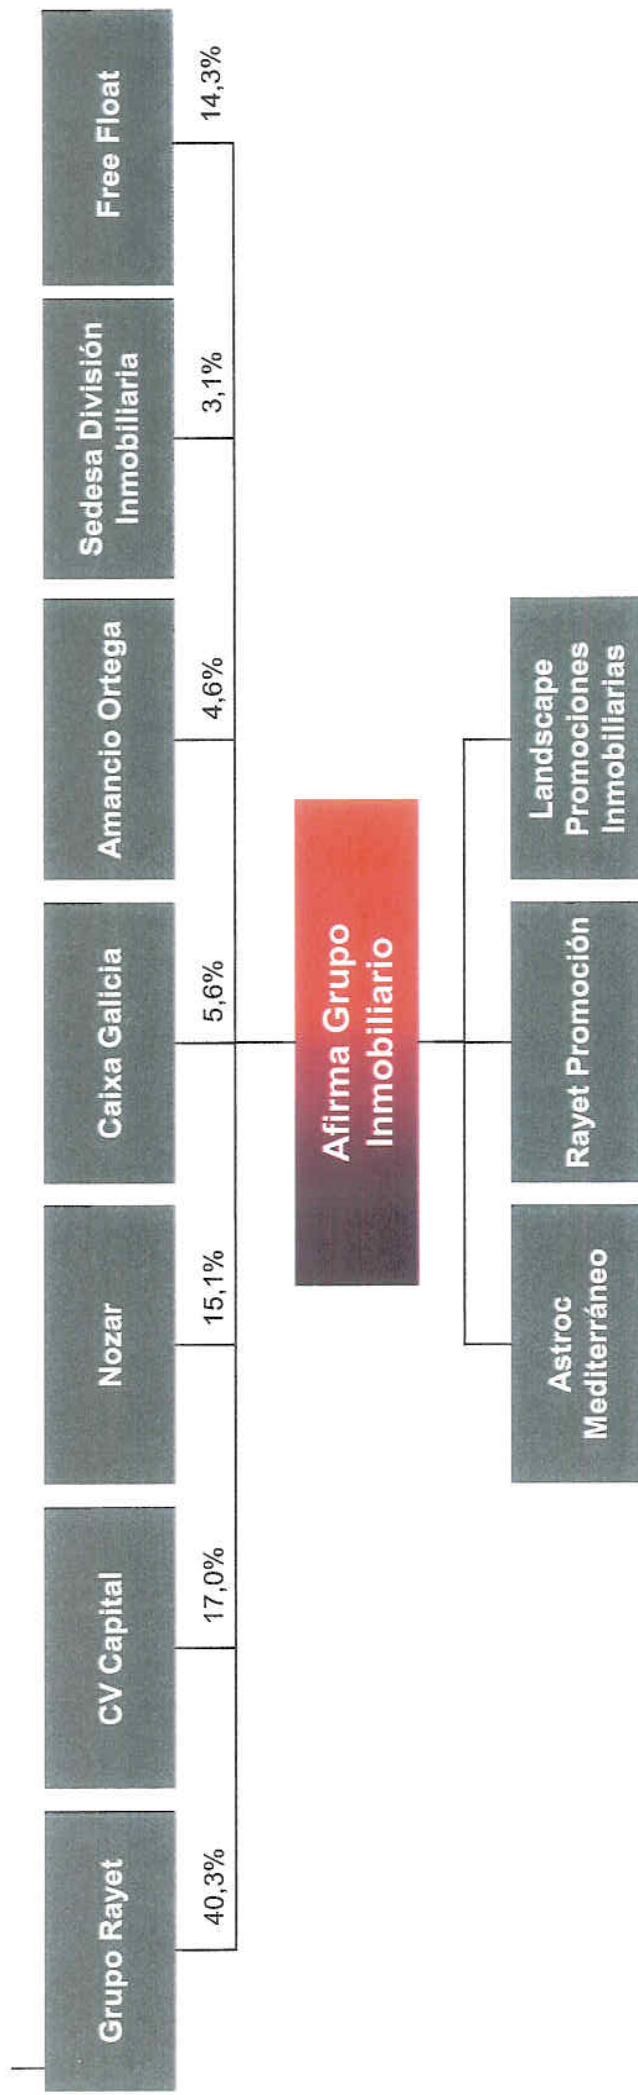 Grupo Rayet
CV Capital
Nozar
Caixa Galicia
Amancio Ortega
Sedesa División
Inmobiliaria
Free Float
40,3%
17,0%
15,1%
5,6%
4,6%
3,1%
14,3%
Afirma Grupo
Inmobiliario
Astroc
Mediterráneo
Rayet Promoción
Landscape
Promociones
Inmobiliarias